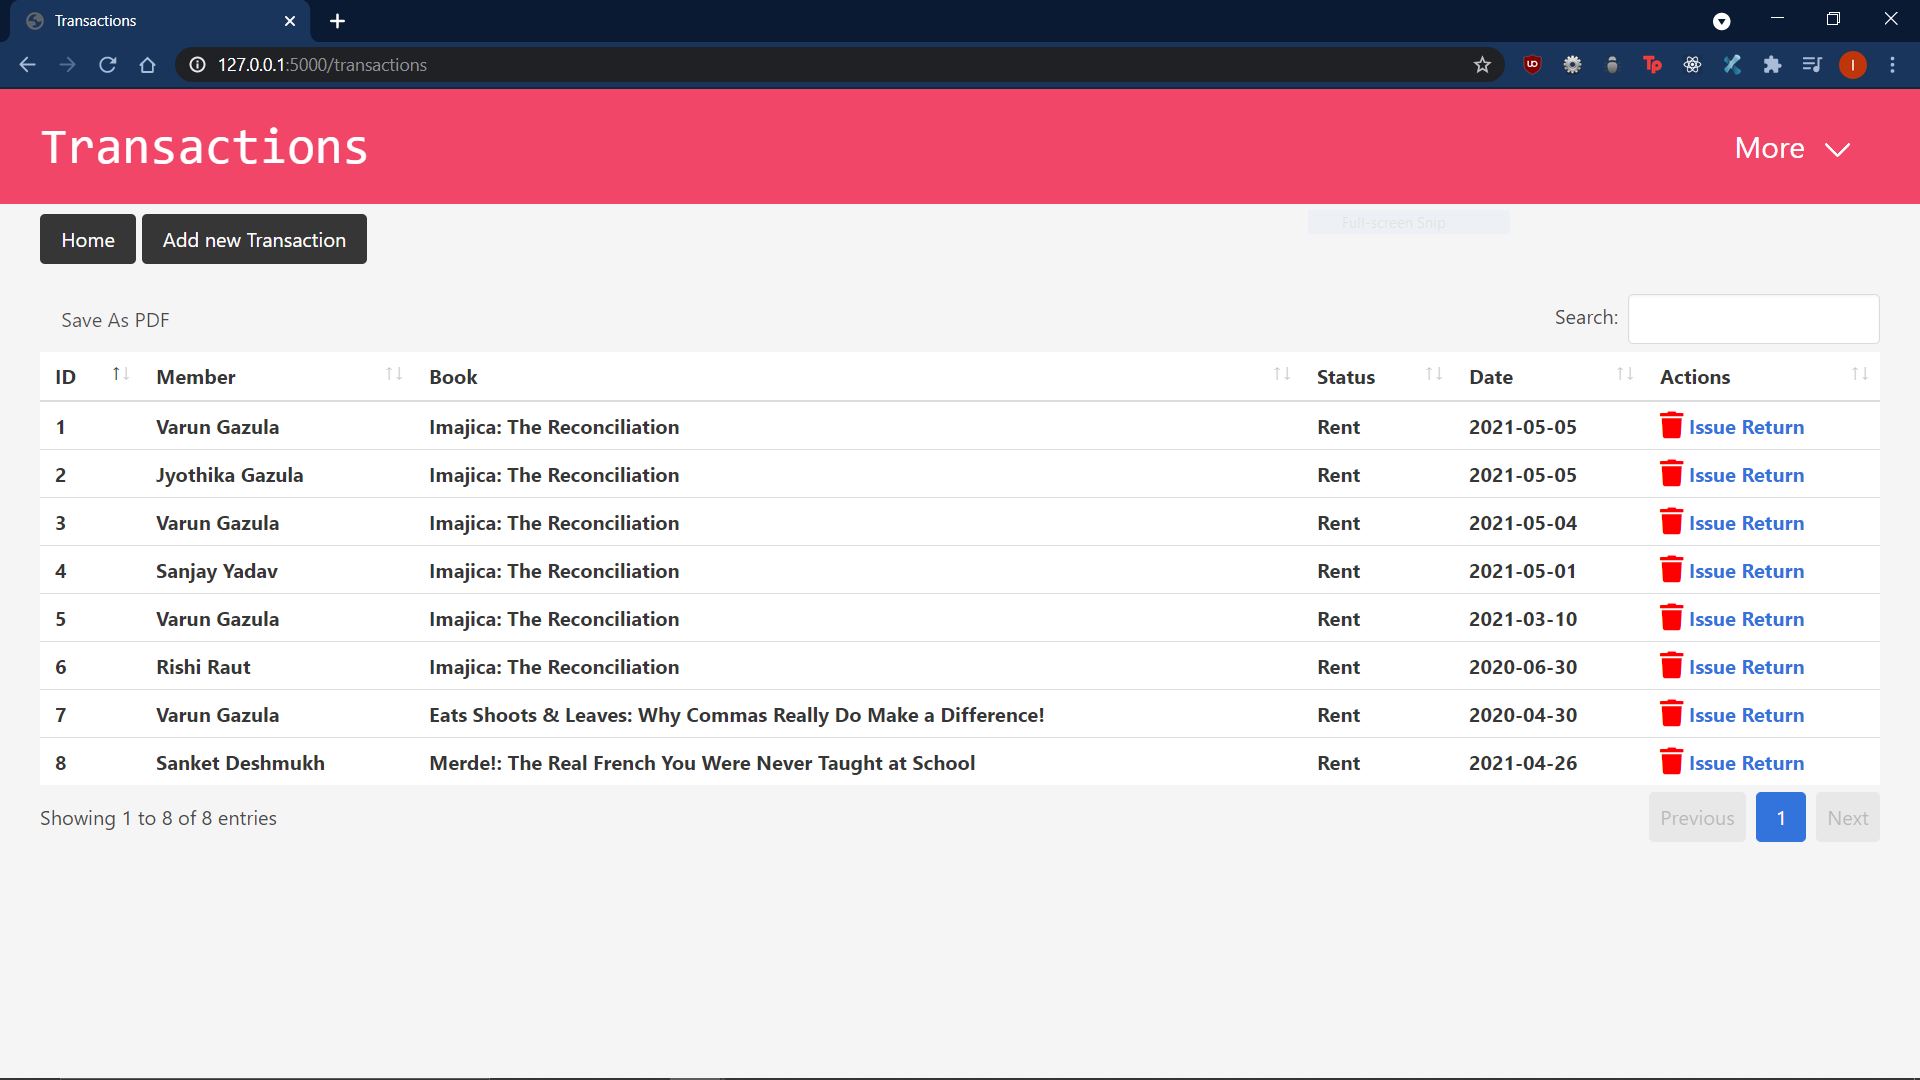 Transactions
127.0.0.1:5000/transactions
Transactions
More
Home
Add new Transaction
Full-screen Snip
Save As PDF
Search:
ID Member Book Status Date Actions
1 Varun Gazula Imajica: The Reconciliation Rent 2021-05-05 Issue Return
2 Jyothika Gazula Imajica: The Reconciliation Rent 2021-05-05 Issue Return
3 Varun Gazula Imajica: The Reconciliation Rent 2021-05-04 Issue Return
4 Sanjay Yadav Imajica: The Reconciliation Rent 2021-05-01 Issue Return
5 Varun Gazula Imajica: The Reconciliation Rent 2021-03-10 Issue Return
6 Rishi Raut Imajica: The Reconciliation Rent 2020-06-30 Issue Return
7 Varun Gazula Eats Shoots & Leaves: Why Commas Really Do Make a Difference! Rent 2020-04-30 Issue Return
8 Sanket Deshmukh Merde!: The Real French You Were Never Taught at School Rent 2021-04-26 Issue Return
Showing 1 to 8 of 8 entries
Previous 1 Next